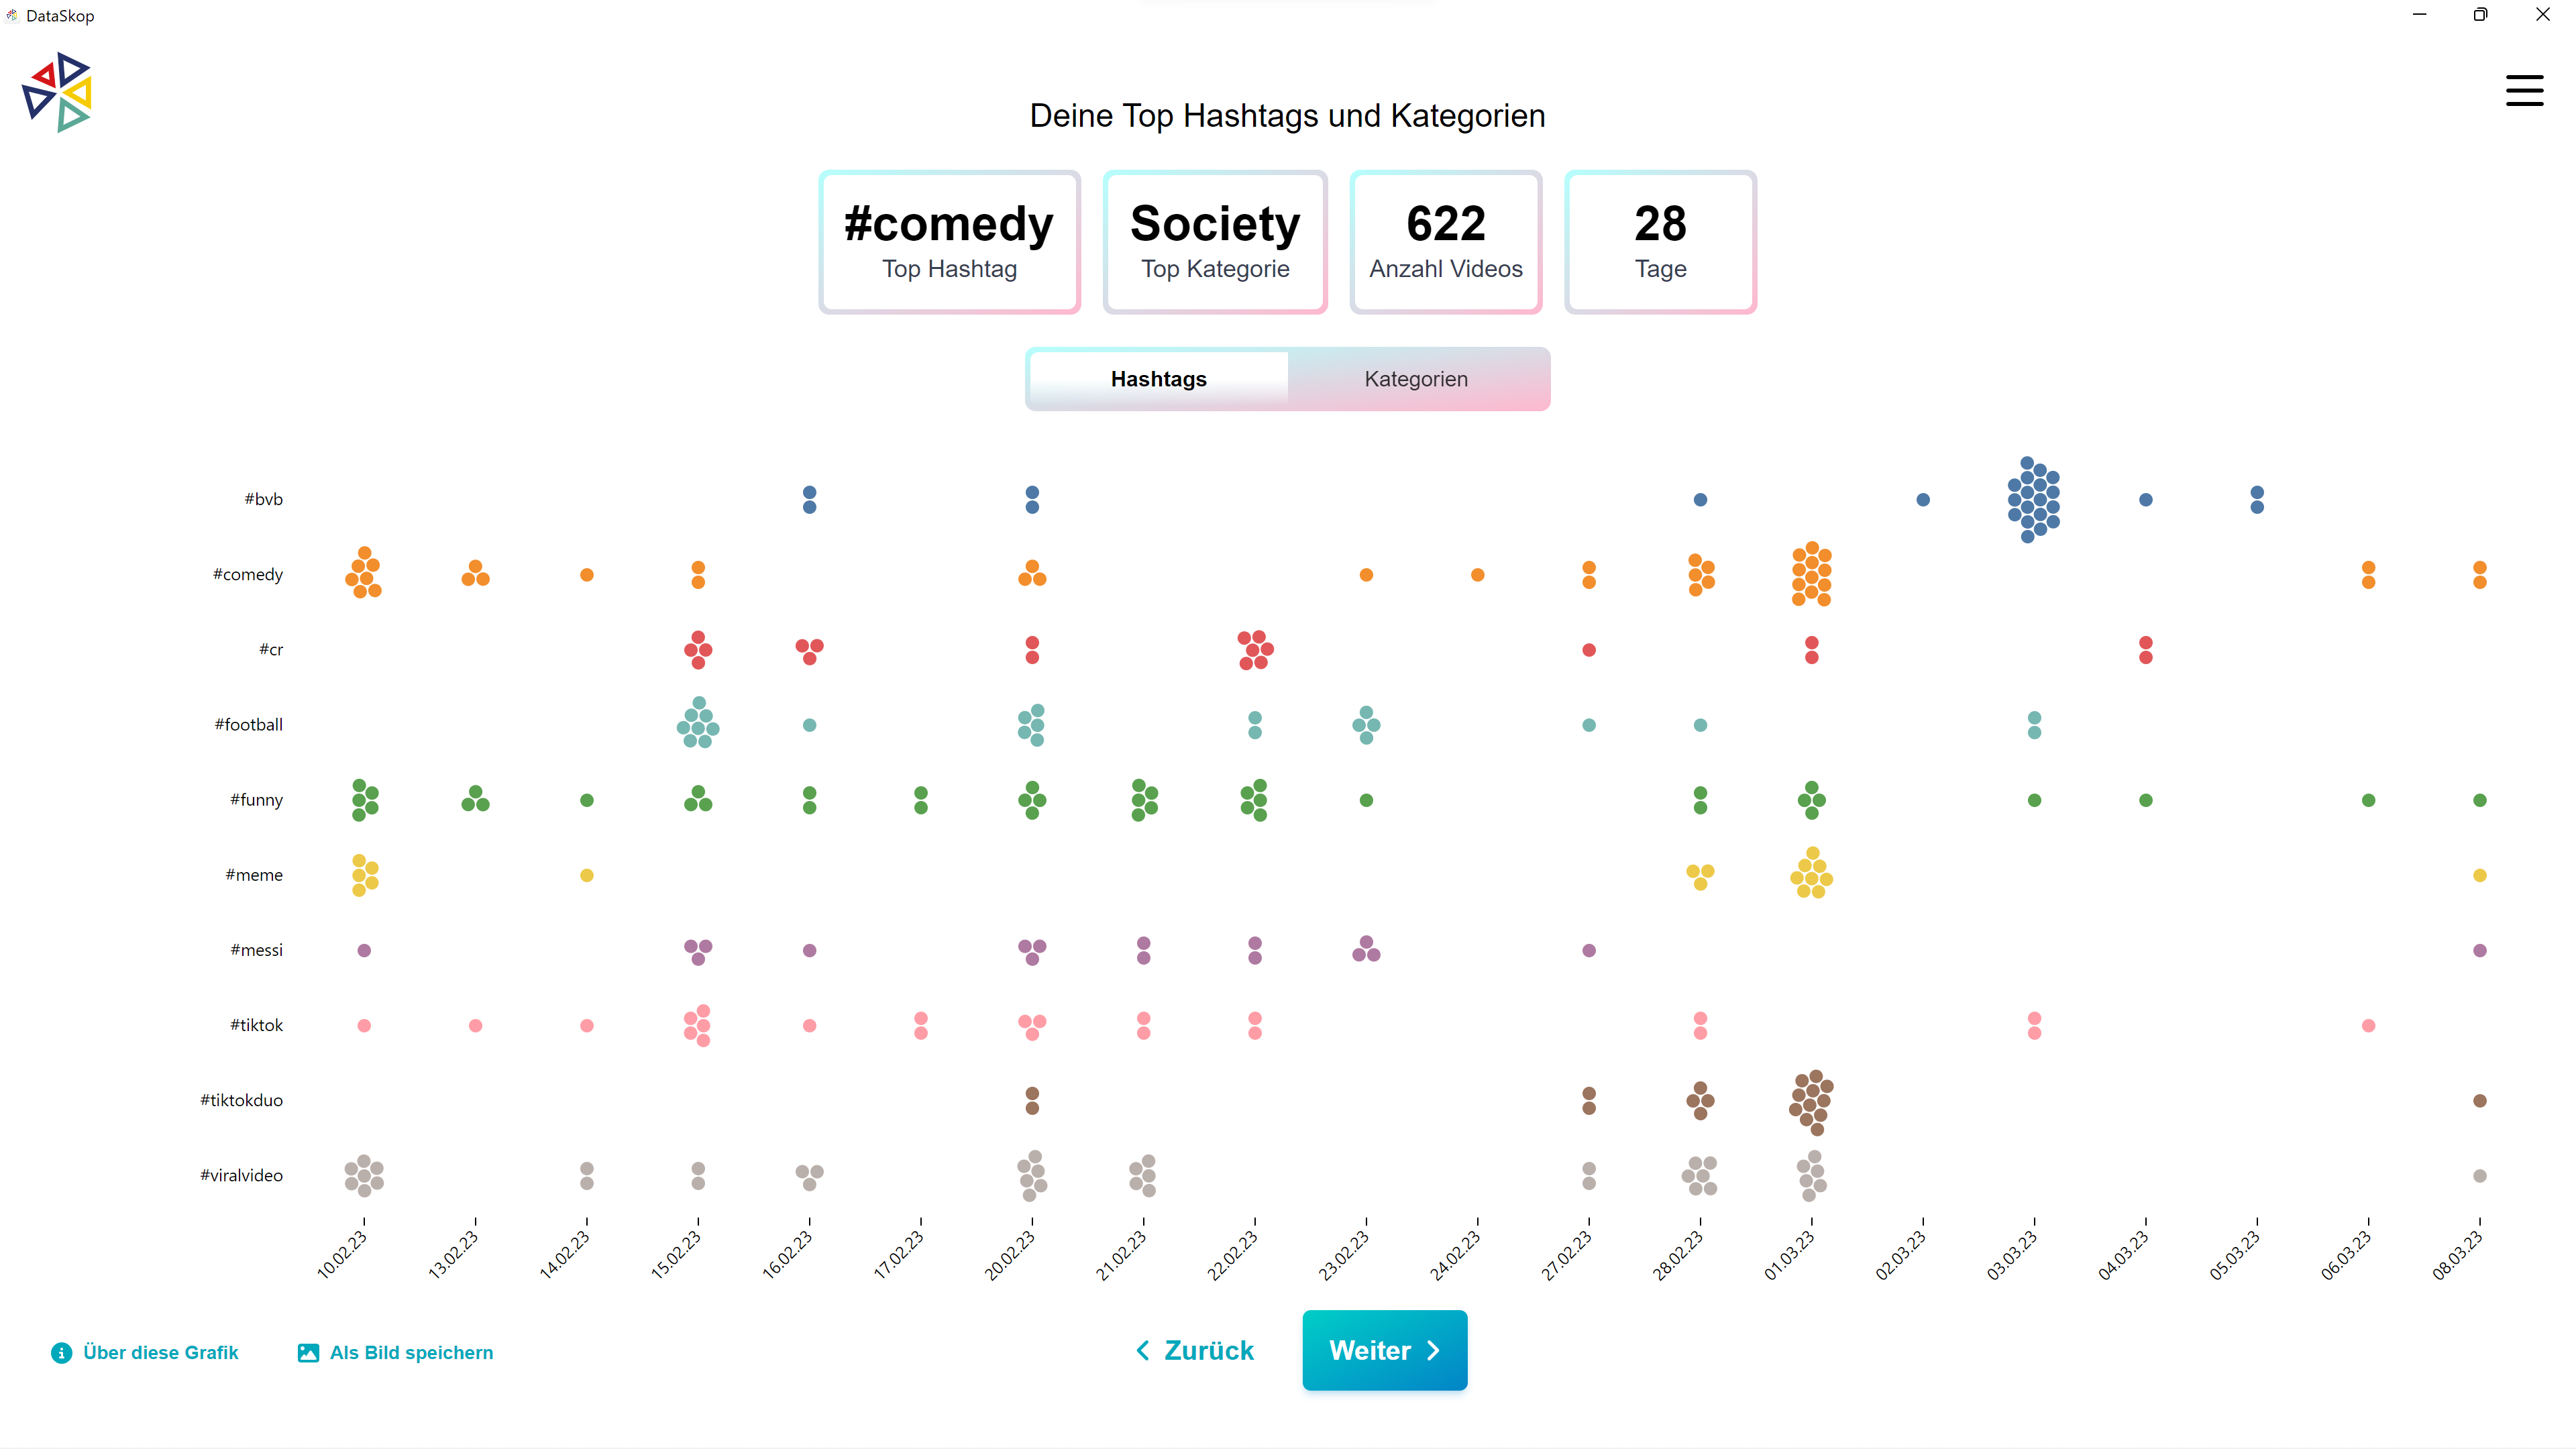 DataSkop
Deine Top Hashtags und Kategorien
#comedy
Top Hashtag
Society
Top Kategorie
622
Anzahl Videos
28
Tage
Hashtags
Kategorien
#bvb
#comedy
#cr
#football
#funny
#meme
#messi
#tiktok
#tiktokduo
#viralvideo
10.02.23
13.02.23
14.02.23
15.02.23
16.02.23
17.02.23
20.02.23
21.02.23
22.02.23
23.02.23
24.02.23
27.02.23
28.02.23
01.03.23
02.03.23
03.03.23
04.03.23
05.03.23
06.03.23
08.03.23
Über diese Grafik
Als Bild speichern
Zurück
Weiter